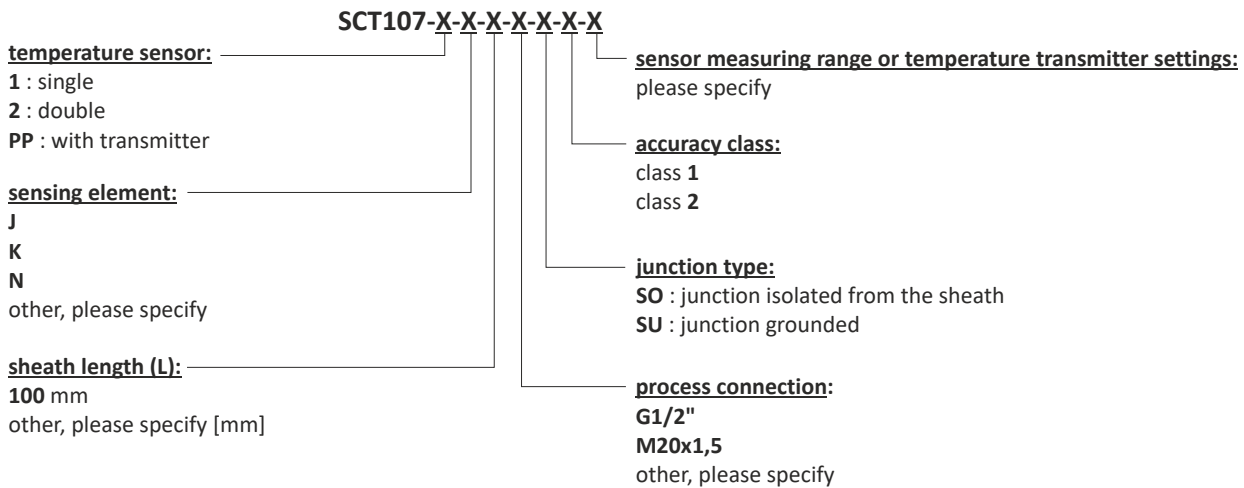 SCT107-X-X-X-X-X-X-X
temperature sensor:
1 : single
2 : double
PP : with transmitter
sensing element:
J
K
N
other, please specify
sheath length (L):
100 mm
other, please specify [mm]
sensor measuring range or temperature transmitter settings:
please specify
accuracy class:
class 1
class 2
junction type:
SO : junction isolated from the sheath
SU : junction grounded
process connection:
G1/2"
M20x1,5
other, please specify